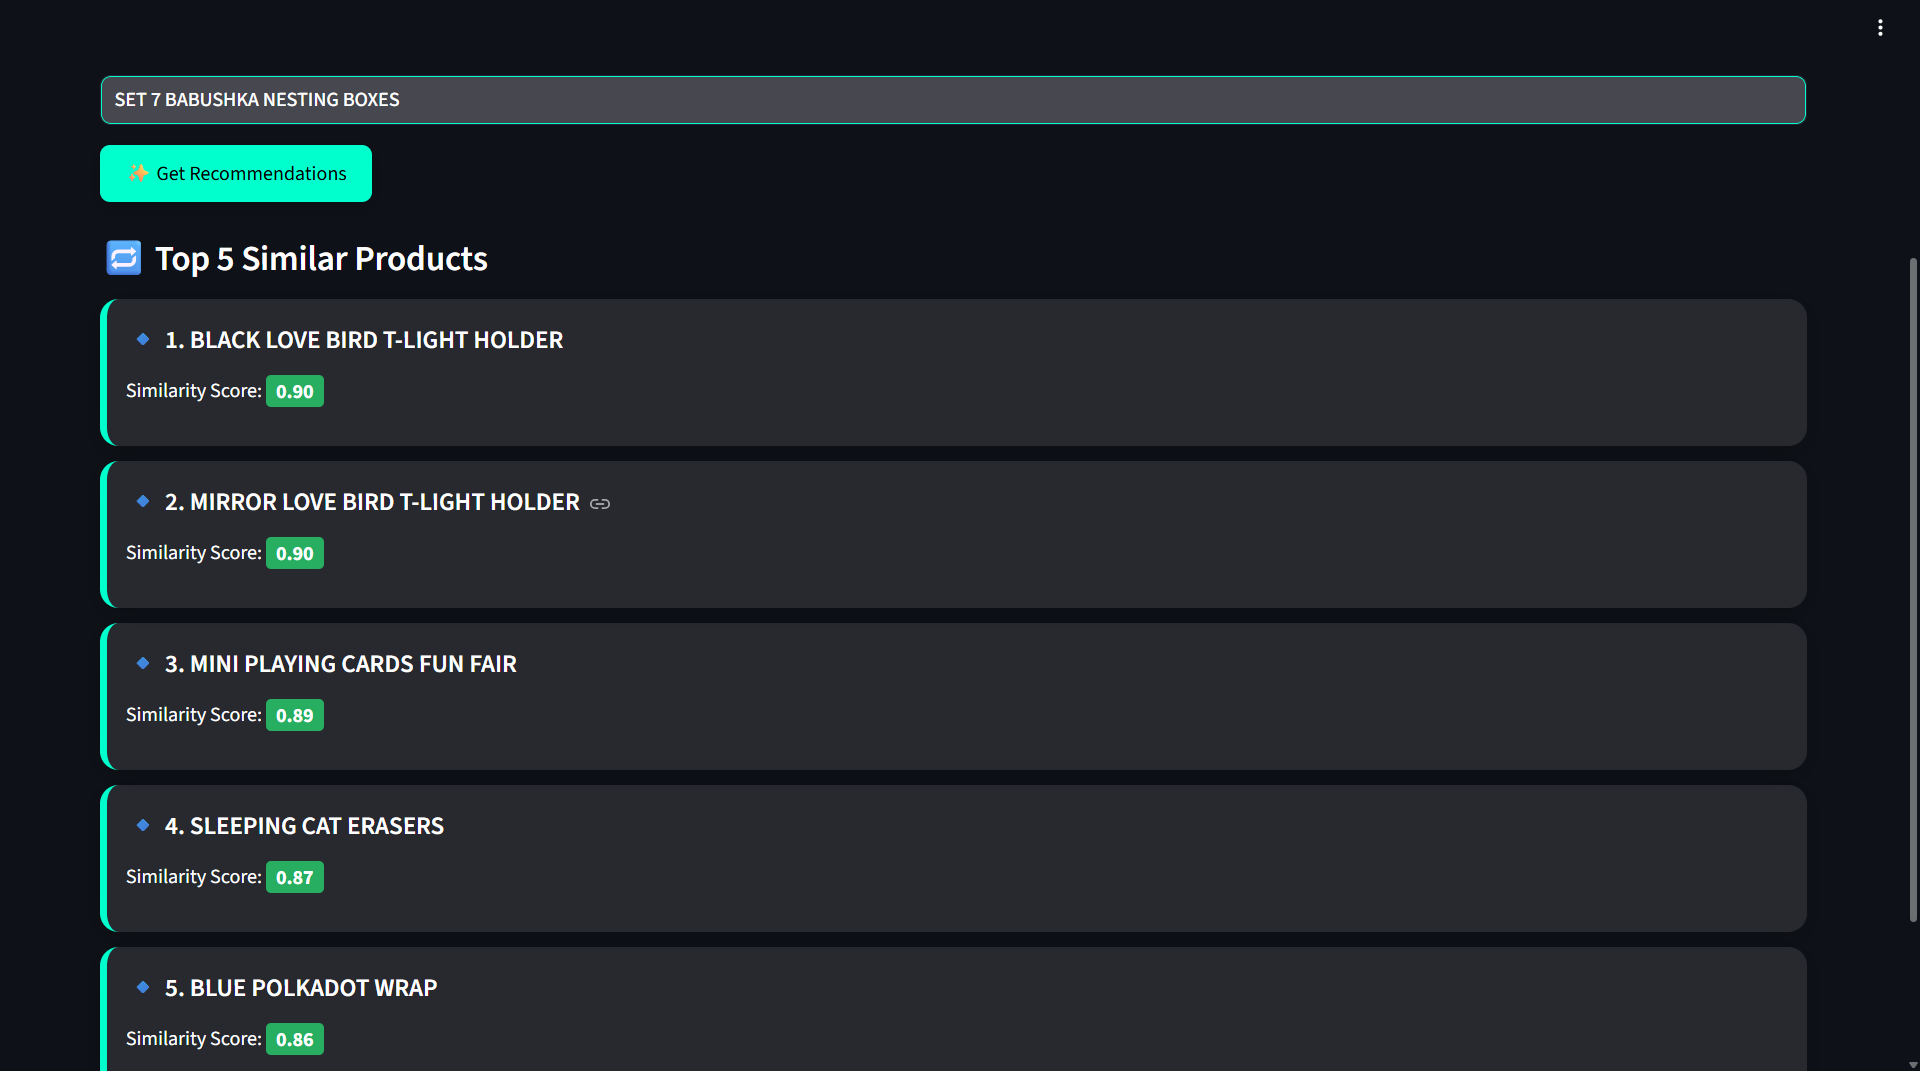 SET 7 BABUSHKA NESTING BOXES
✨ Get Recommendations
🔁 Top 5 Similar Products
🔹 1. BLACK LOVE BIRD T-LIGHT HOLDER
Similarity Score: 0.90
🔹 2. MIRROR LOVE BIRD T-LIGHT HOLDER
Similarity Score: 0.90
🔹 3. MINI PLAYING CARDS FUN FAIR
Similarity Score: 0.89
🔹 4. SLEEPING CAT ERASERS
Similarity Score: 0.87
🔹 5. BLUE POLKADOT WRAP
Similarity Score: 0.86